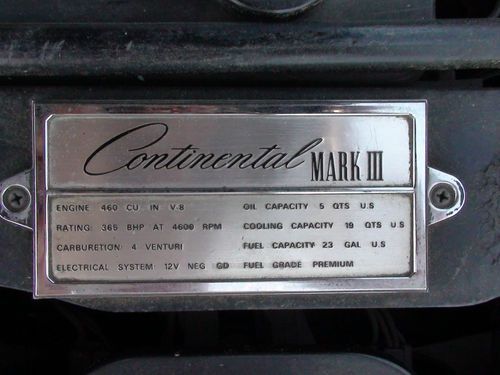 Continental MARK III
ENGINE 460 CU IN V-8 OIL CAPACITY 5 QTS U.S
RATING: 365 BHP AT 4600 RPM COOLING CAPACITY 19 QTS U.S
CARBURETION: 4 VENTURI FUEL CAPACITY 23 GAL U.S
ELECTRICAL SYSTEM 12V NEG GD FUEL GRADE PREMIUM